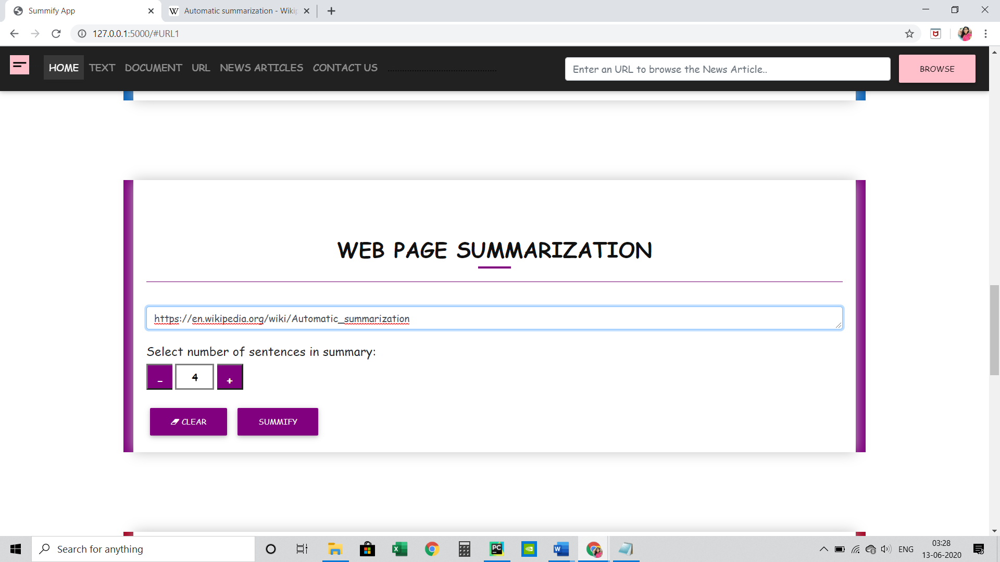 Summify App
Automatic summarization - Wikip
127.0.0.1:5000/#URL1
HOME TEXT DOCUMENT URL NEWS ARTICLES CONTACT US
Enter an URL to browse the News Article..
BROWSE
WEB PAGE SUMMARIZATION
https://en.wikipedia.org/wiki/Automatic_summarization
Select number of sentences in summary:
- 4 +
CLEAR SUMMIFY
Search for anything
ENG
03:28
13-06-2020